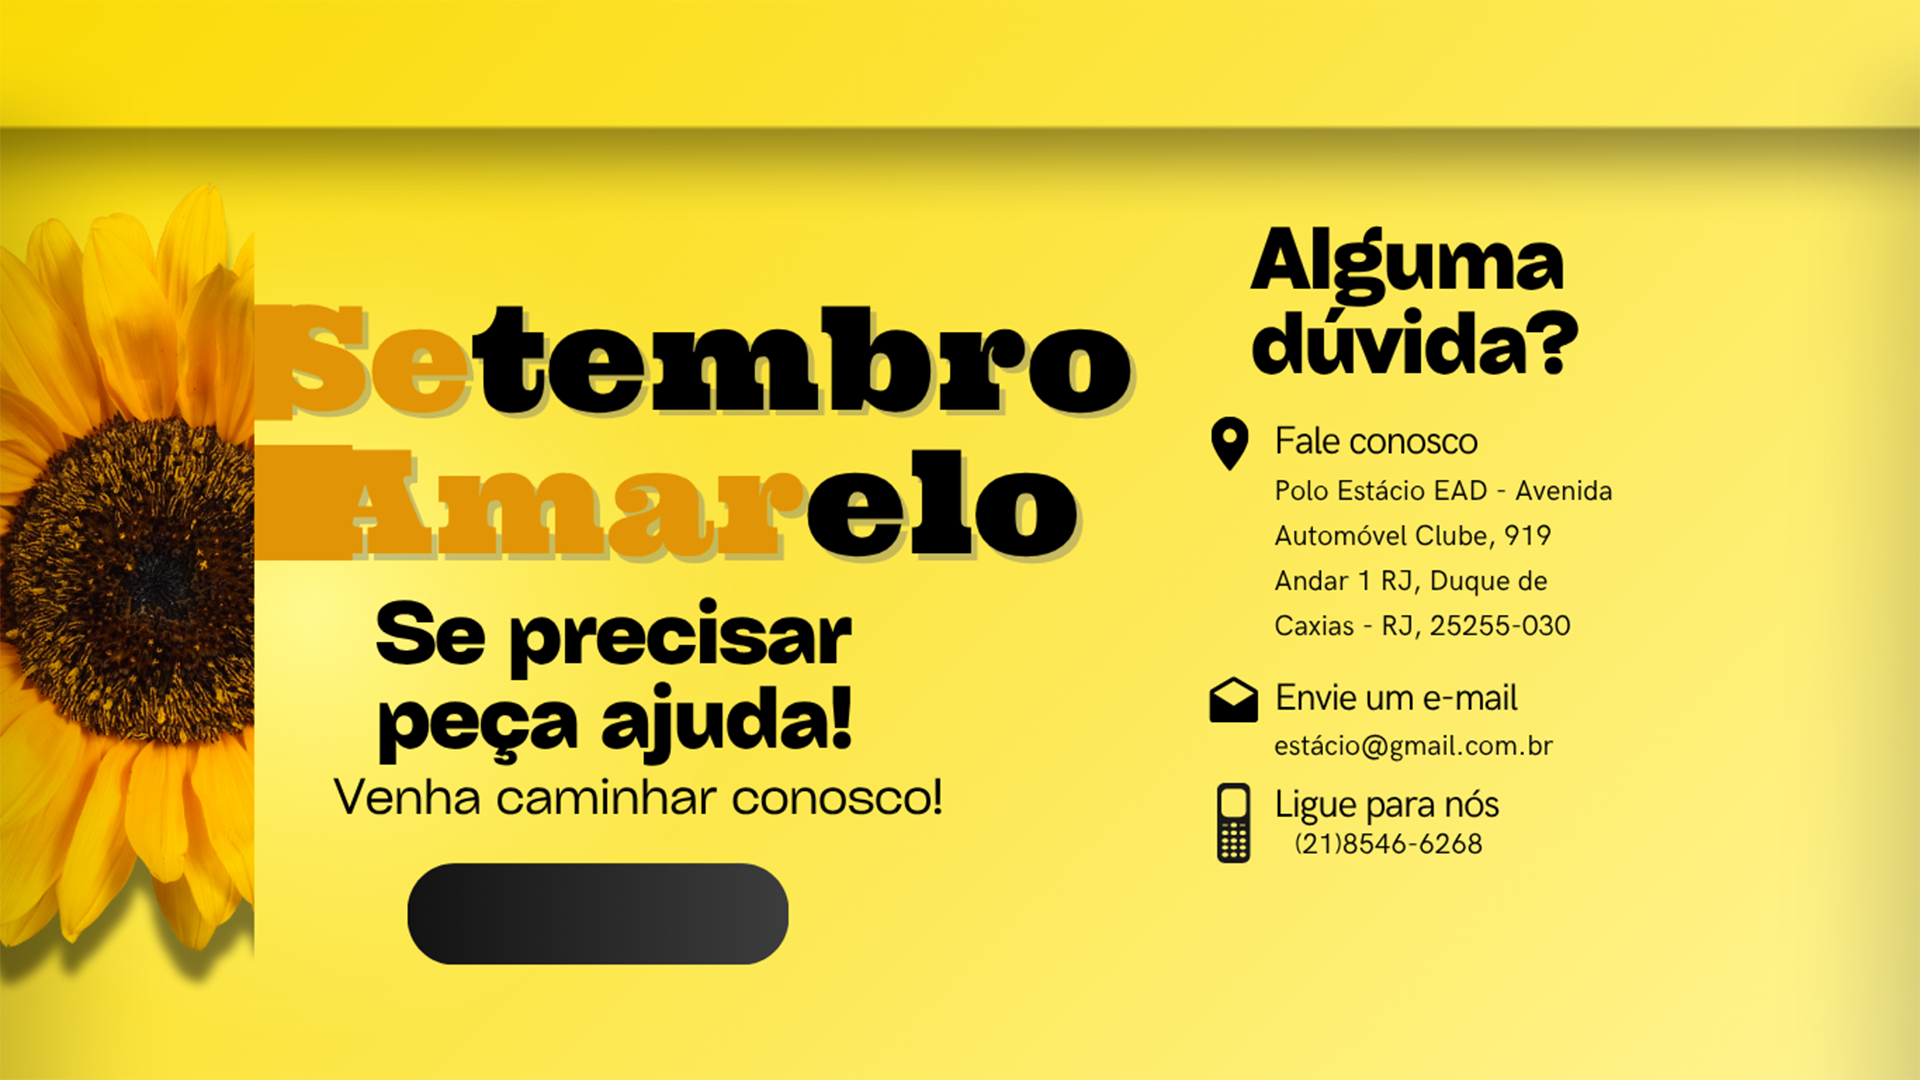 Setembro
Amarelo
Se precisar
peça ajuda!
Venha caminhar conosco!
Alguma
dúvida?
Fale conosco
Polo Estácio EAD - Avenida
Automóvel Clube, 919
Andar 1 RJ, Duque de
Caxias - RJ, 25255-030
Envie um e-mail
estácio@gmail.com.br
Ligue para nós
(21)8546-6268